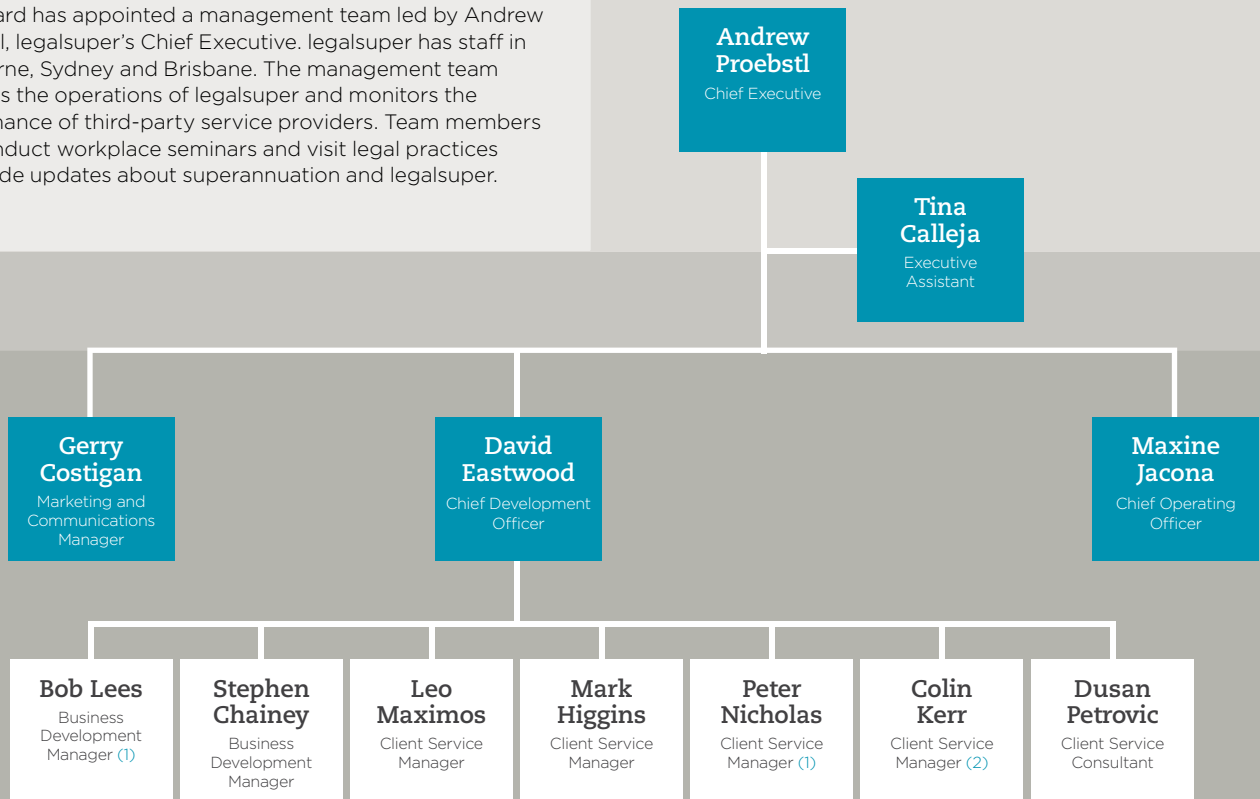 ard has appointed a management team led by Andrew
l, legalsuper's Chief Executive. legalsuper has staff in
rne, Sydney and Brisbane. The management team
s the operations of legalsuper and monitors the
nance of third-party service providers. Team members
nduct workplace seminars and visit legal practices
de updates about superannuation and legalsuper.
Andrew
Proebstl
Chief Executive
Tina
Calleja
Executive
Assistant
Gerry
Costigan
Marketing and
Communications
Manager
David
Eastwood
Chief Development
Officer
Maxine
Jacona
Chief Operating
Officer
Bob Lees
Business
Development
Manager (1)
Stephen
Chainey
Business
Development
Manager
Leo
Maximos
Client Service
Manager
Mark
Higgins
Client Service
Manager
Peter
Nicholas
Client Service
Manager (1)
Colin
Kerr
Client Service
Manager (2)
Dusan
Petrovic
Client Service
Consultant